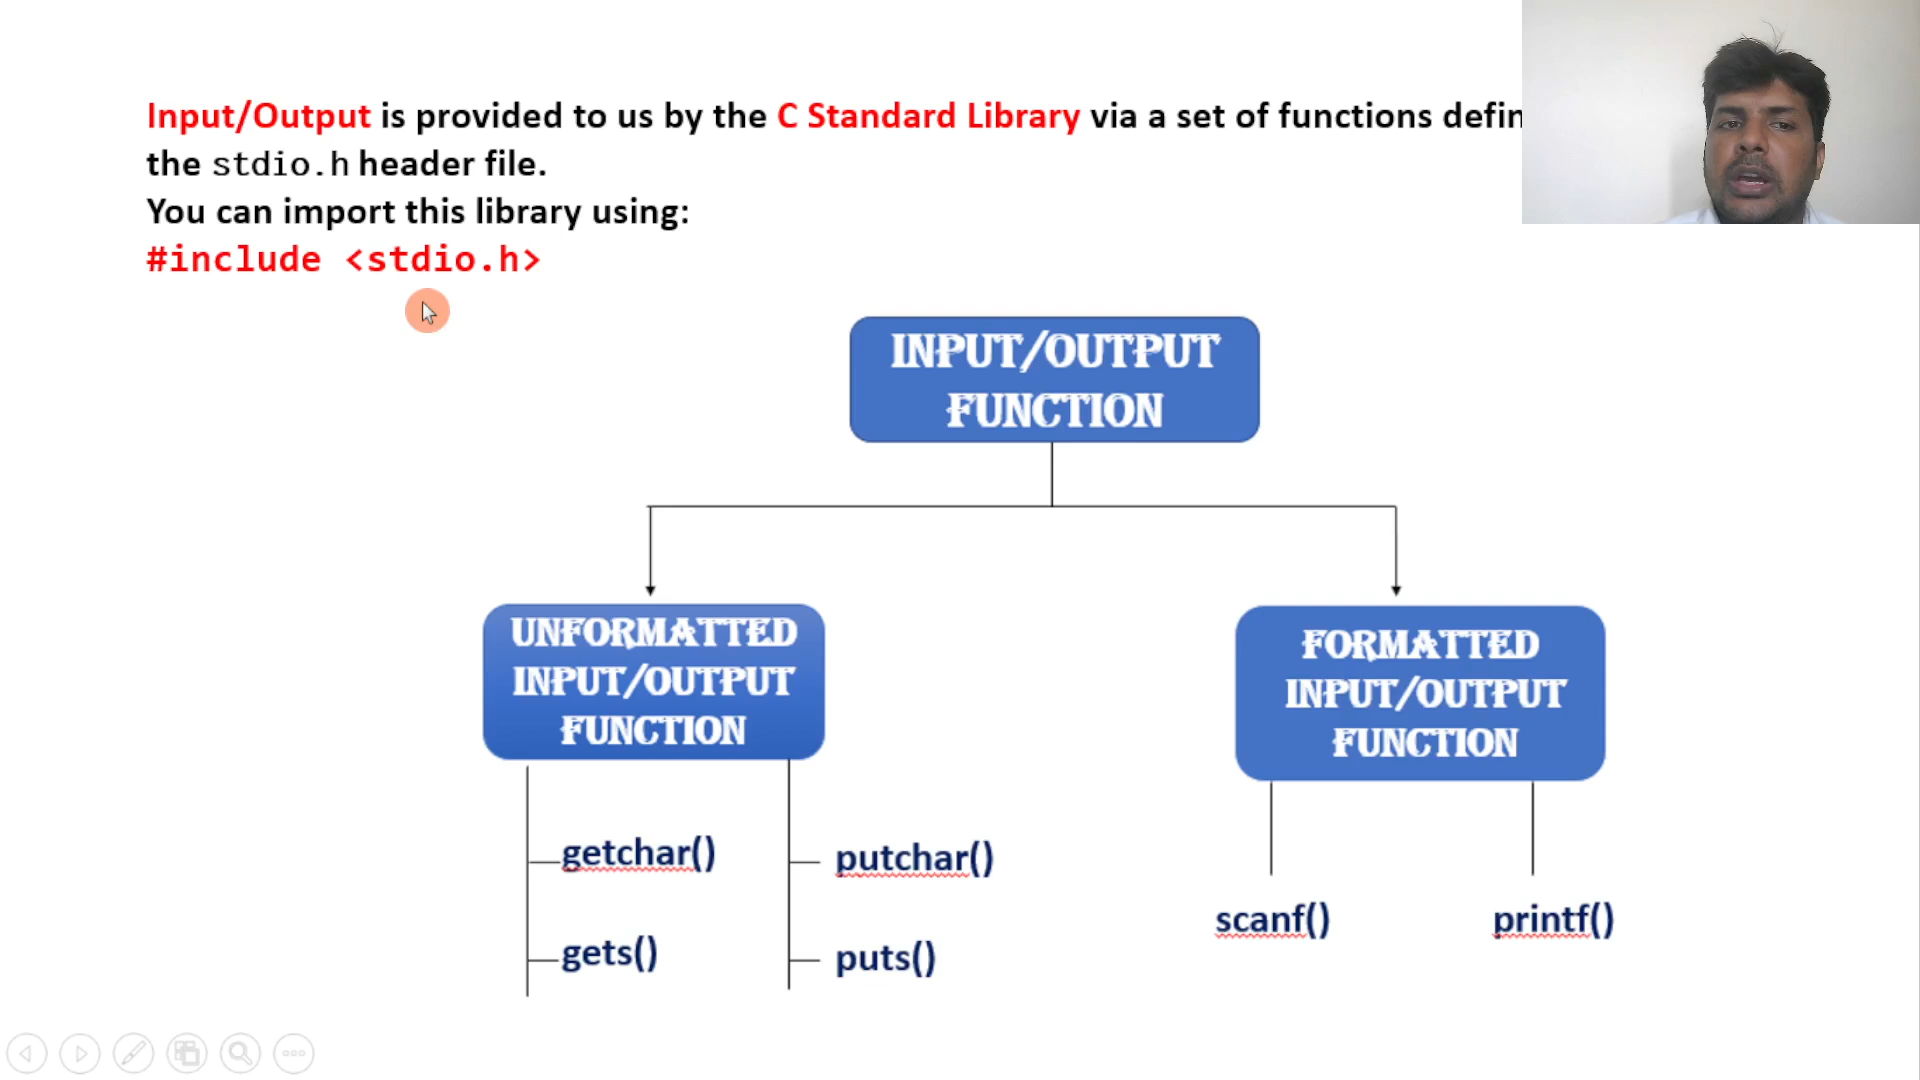 Input/Output is provided to us by the C Standard Library via a set of functions
the stdio.h header file.
You can import this library using:
#include <stdio.h>
INPUT/OUTPUT
FUNCTION
UNFORMATTED
INPUT/OUTPUT
FUNCTION
FORMATTED
INPUT/OUTPUT
FUNCTION
getchar()
putchar()
gets()
puts()
scanf()
printf()